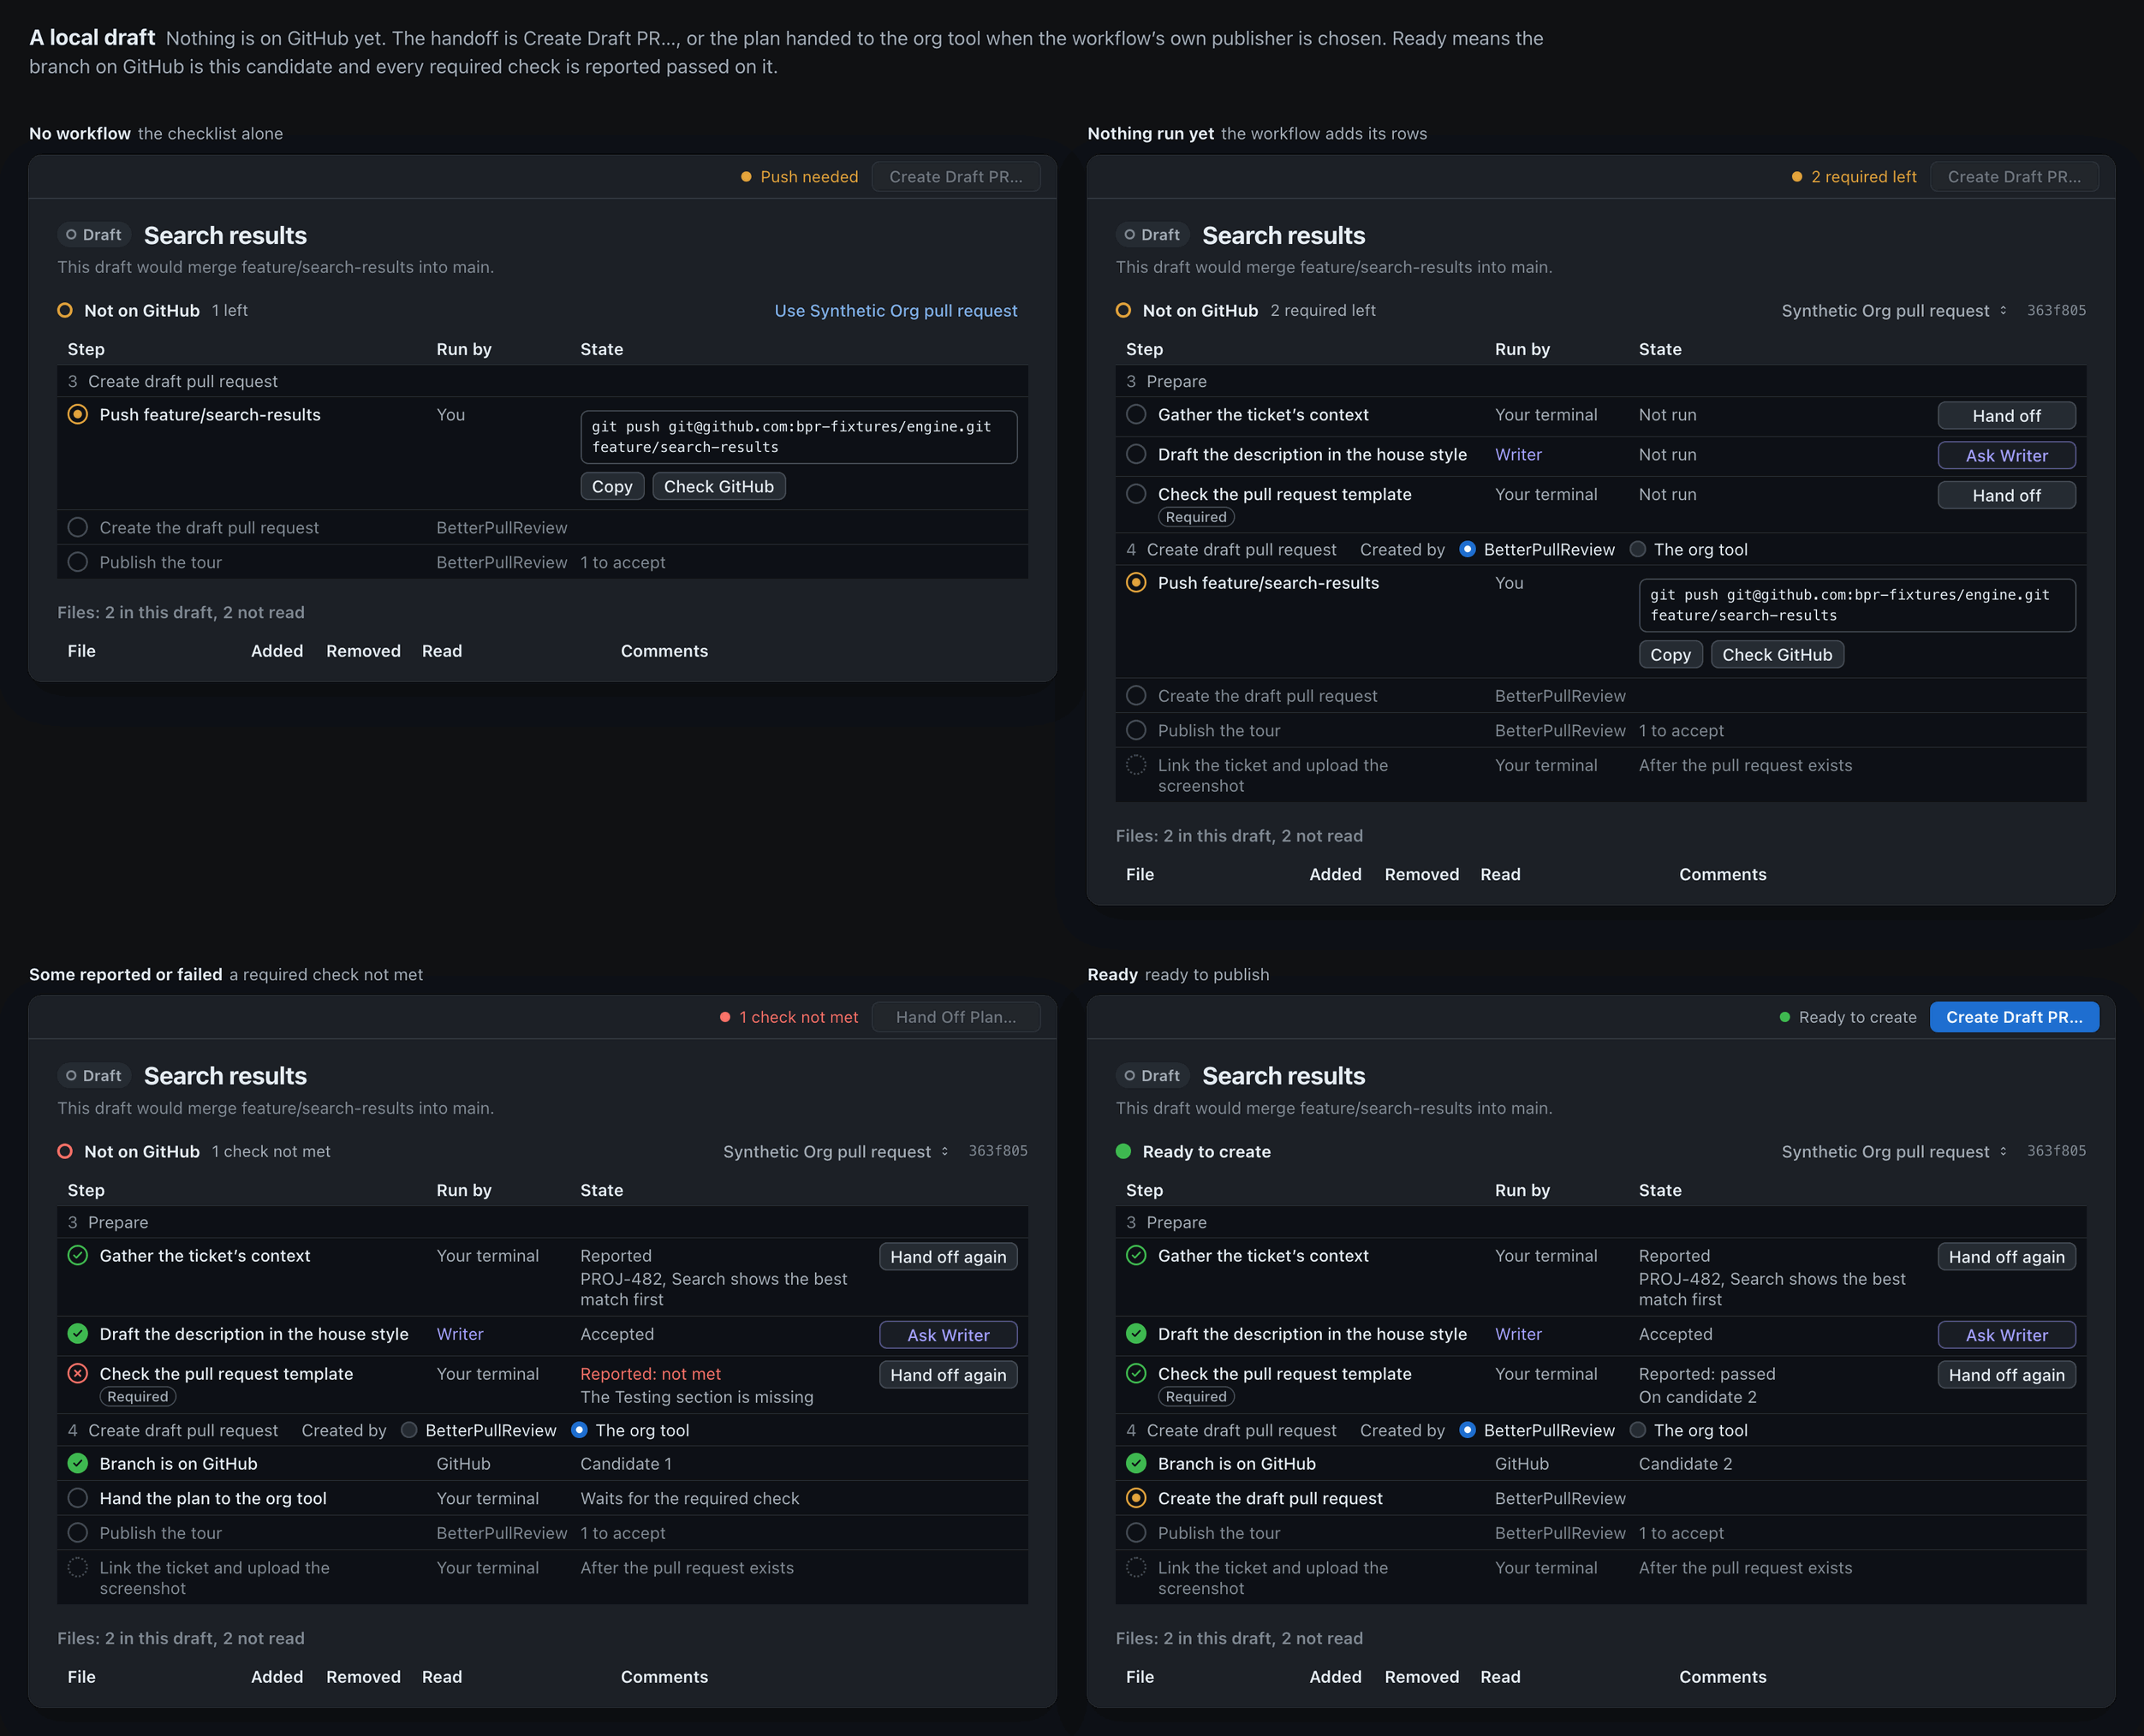 A local draft Nothing is on GitHub yet. The handoff is Create Draft PR..., or the plan handed to the org tool when the workflow’s own publisher is chosen. Ready means the
branch on GitHub is this candidate and every required check is reported passed on it.
No workflow the checklist alone
Push needed Create Draft PR...
Draft Search results
This draft would merge feature/search-results into main.
Not on GitHub 1 left Use Synthetic Org pull request
Step Run by State
3 Create draft pull request
Push feature/search-results You
git push git@github.com:bpr-fixtures/engine.git
feature/search-results
Copy Check GitHub
Create the draft pull request BetterPullReview
Publish the tour BetterPullReview 1 to accept
Files: 2 in this draft, 2 not read
File Added Removed Read Comments
Nothing run yet the workflow adds its rows
2 required left Create Draft PR...
Draft Search results
This draft would merge feature/search-results into main.
Not on GitHub 2 required left Synthetic Org pull request 363f805
Step Run by State
3 Prepare
Gather the ticket’s context Your terminal Not run Hand off
Draft the description in the house style Writer Not run Ask Writer
Check the pull request template Your terminal Not run Hand off
Required
4 Create draft pull request Created by BetterPullReview The org tool
Push feature/search-results You
git push git@github.com:bpr-fixtures/engine.git
feature/search-results
Copy Check GitHub
Create the draft pull request BetterPullReview
Publish the tour BetterPullReview 1 to accept
Link the ticket and upload the Your terminal After the pull request exists
screenshot
Files: 2 in this draft, 2 not read
File Added Removed Read Comments
Some reported or failed a required check not met
1 check not met Hand Off Plan...
Draft Search results
This draft would merge feature/search-results into main.
Not on GitHub 1 check not met Synthetic Org pull request 363f805
Step Run by State
3 Prepare
Gather the ticket’s context Your terminal Reported Hand off again
PROJ-482, Search shows the best
match first
Draft the description in the house style Writer Accepted Ask Writer
Check the pull request template Your terminal Reported: not met Hand off again
Required The Testing section is missing
4 Create draft pull request Created by BetterPullReview The org tool
Branch is on GitHub GitHub Candidate 1
Hand the plan to the org tool Your terminal Waits for the required check
Publish the tour BetterPullReview 1 to accept
Link the ticket and upload the Your terminal After the pull request exists
screenshot
Files: 2 in this draft, 2 not read
File Added Removed Read Comments
Ready ready to publish
Ready to create Create Draft PR...
Draft Search results
This draft would merge feature/search-results into main.
Ready to create Synthetic Org pull request 363f805
Step Run by State
3 Prepare
Gather the ticket’s context Your terminal Reported Hand off again
PROJ-482, Search shows the best
match first
Draft the description in the house style Writer Accepted Ask Writer
Check the pull request template Your terminal Reported: passed Hand off again
Required On candidate 2
4 Create draft pull request Created by BetterPullReview The org tool
Branch is on GitHub GitHub Candidate 2
Create the draft pull request BetterPullReview
Publish the tour BetterPullReview 1 to accept
Link the ticket and upload the Your terminal After the pull request exists
screenshot
Files: 2 in this draft, 2 not read
File Added Removed Read Comments